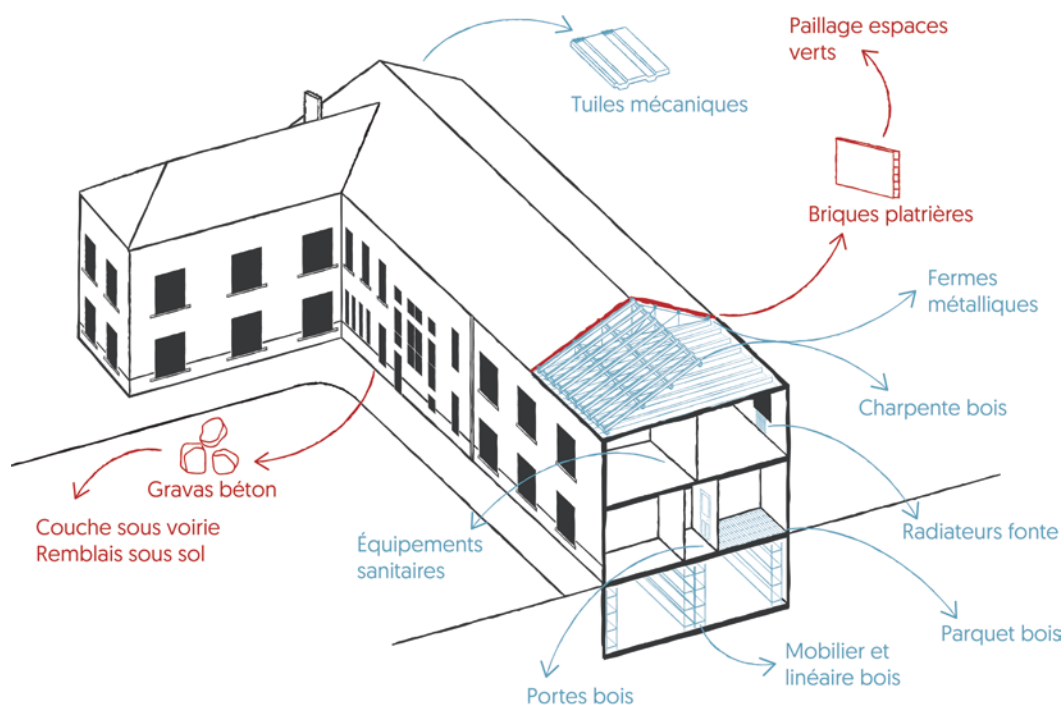 Paillage espaces
verts
Tuiles mécaniques
Briques platrières
Fermes
métalliques
Charpente bois
Gravas béton
Couche sous voirie
Remblais sous sol
Équipements
sanitaires
Radiateurs fonte
Parquet bois
Mobilier et
linéaire bois
Portes bois